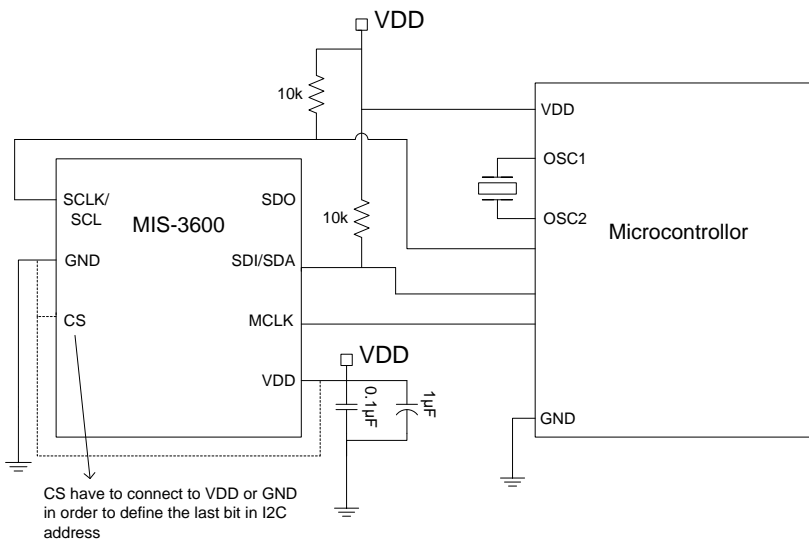 VDD
10k
VDD
OSC1
OSC2
Microcontrollor
SCLK/
SCL
SDO
MIS-3600
10k
GND
SDI/SDA
CS
MCLK
VDD
VDD
0.1µF
1µF
GND
CS have to connect to VDD or GND
in order to define the last bit in I2C
address